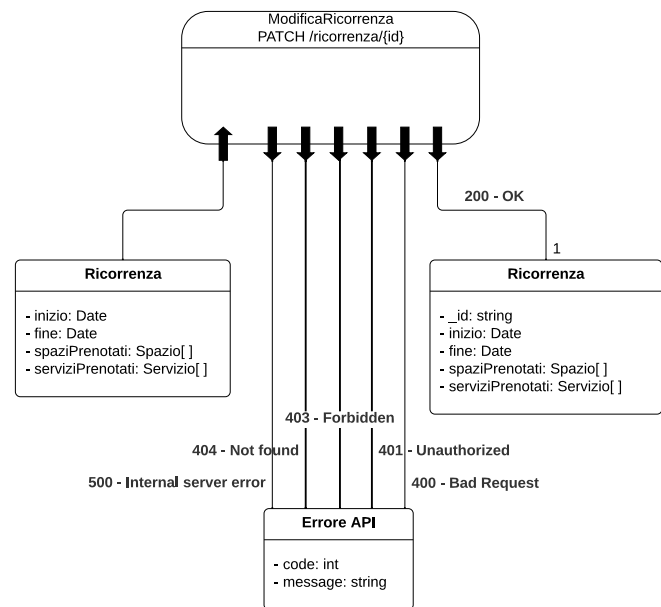 ModificaRicorrenza
PATCH /ricorrenza/{id}
200 - OK
1
Ricorrenza
- inizio: Date
- fine: Date
- spaziPrenotati: Spazio[ ]
- serviziPrenotati: Servizio[ ]
Ricorrenza
- _id: string
- inizio: Date
- fine: Date
- spaziPrenotati: Spazio[ ]
- serviziPrenotati: Servizio[ ]
403 - Forbidden
404 - Not found
401 - Unauthorized
500 - Internal server error
400 - Bad Request
Errore API
- code: int
- message: string